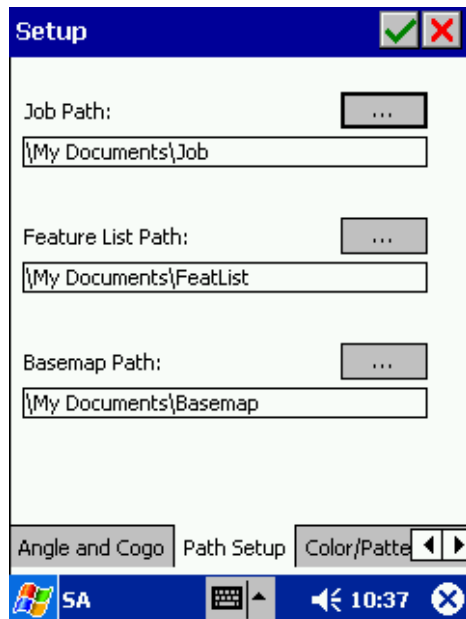 Setup
Job Path:
...
\My Documents\Job
Feature List Path:
...
\My Documents\FeatList
Basemap Path:
...
\My Documents\Basemap
Angle and Cogo Path Setup Color/Patte
SA 10:37